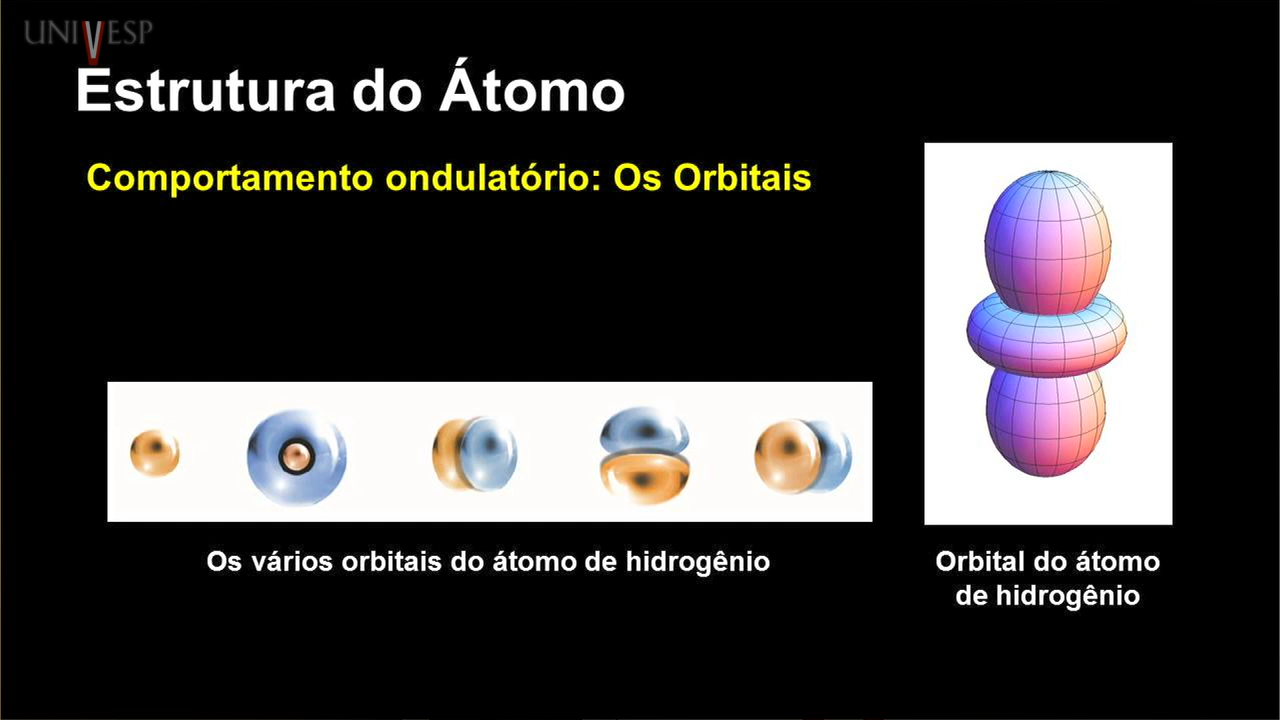 UNIVESP
Estrutura do Átomo
Comportamento ondulatório: Os Orbitais
Os vários orbitais do átomo de hidrogênio
Orbital do átomo
de hidrogênio